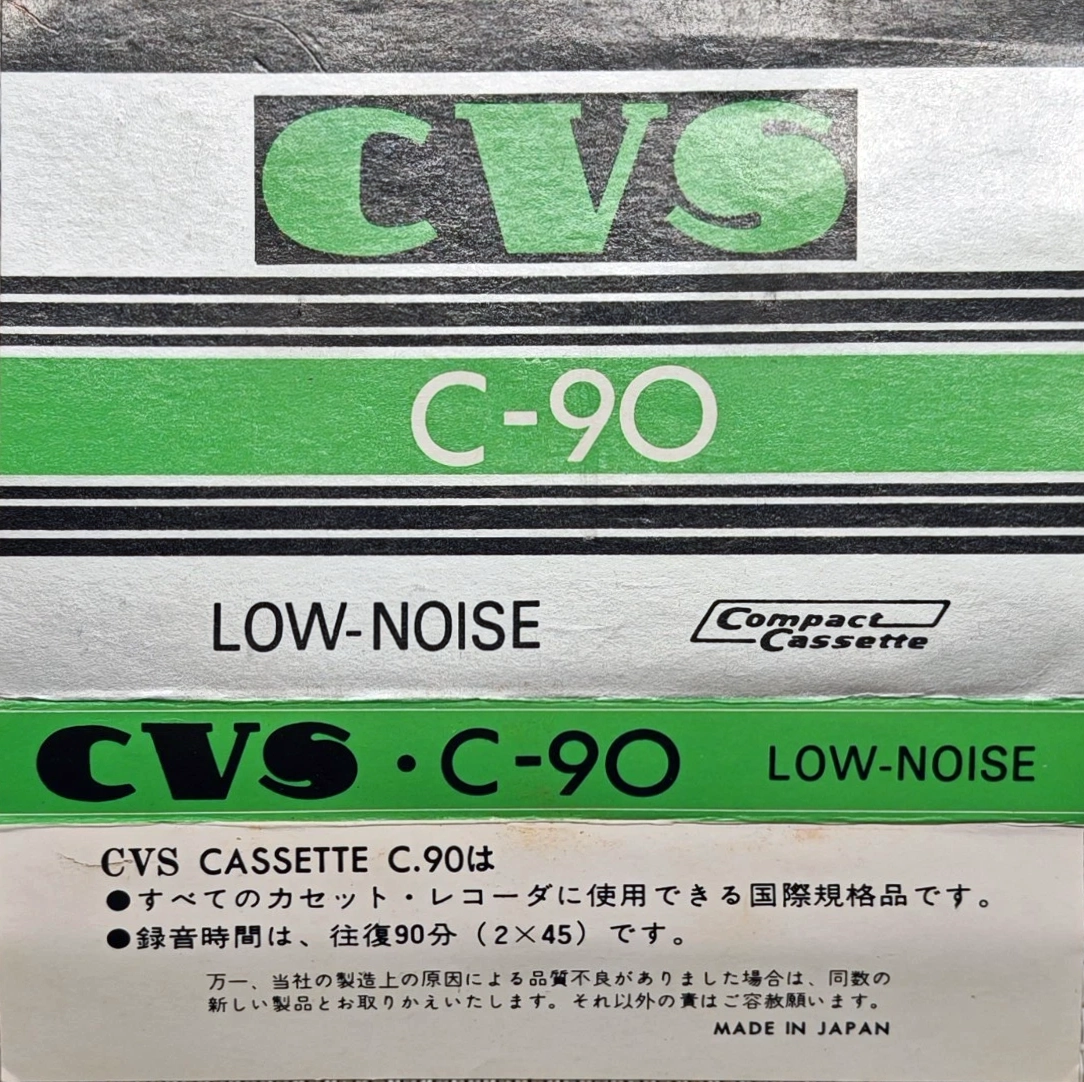 CVS
C-90
LOW-NOISE
Compact
Cassette
CVS・C-90 LOW-NOISE
CVS CASSETTE C.90は
●すべてのカセット・レコーダに使用できる国際規格品です。
●録音時間は、往復90分（2×45）です。
万一、当社の製造上の原因による品質不良がありました場合は、同数の
新しい製品とお取りかえいたします。それ以外の責はご容赦願います。
MADE IN JAPAN